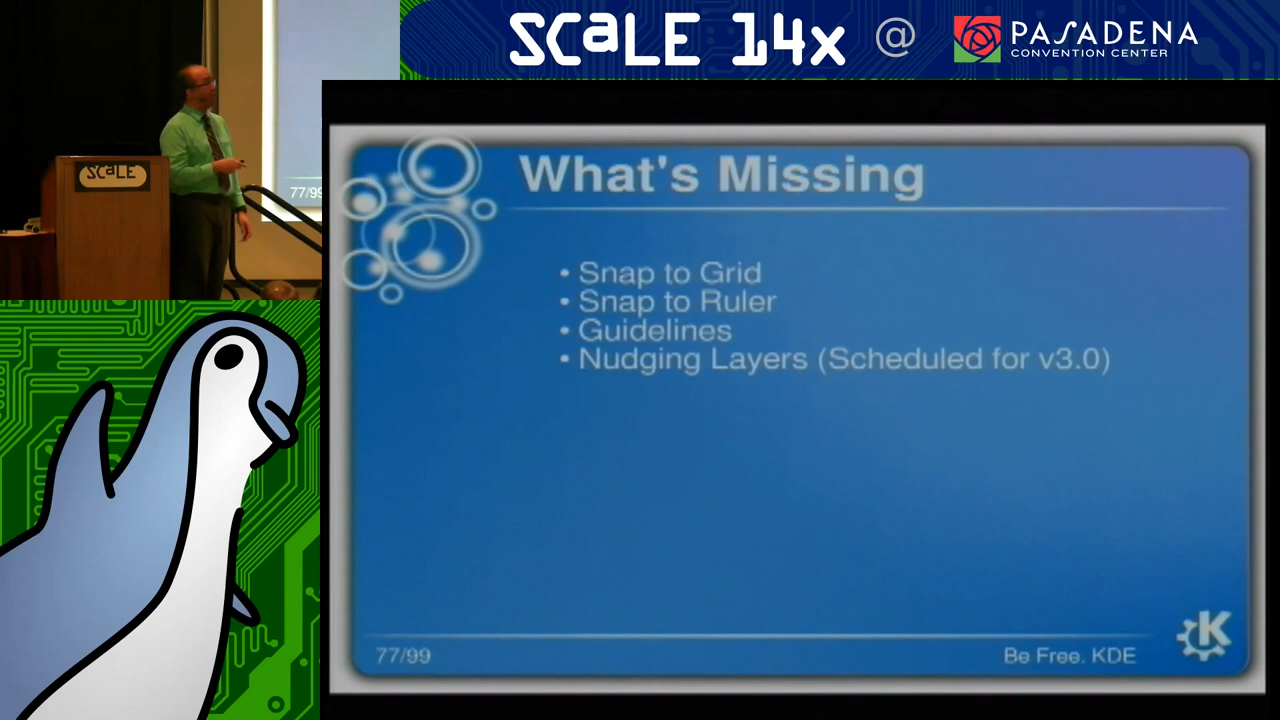 SCALE 14x @ PASADENA
CONVENTION CENTER
SCALE
77/99
What's Missing
• Snap to Grid
• Snap to Ruler
• Guidelines
• Nudging Layers (Scheduled for v3.0)
77/99
Be Free. KDE
K